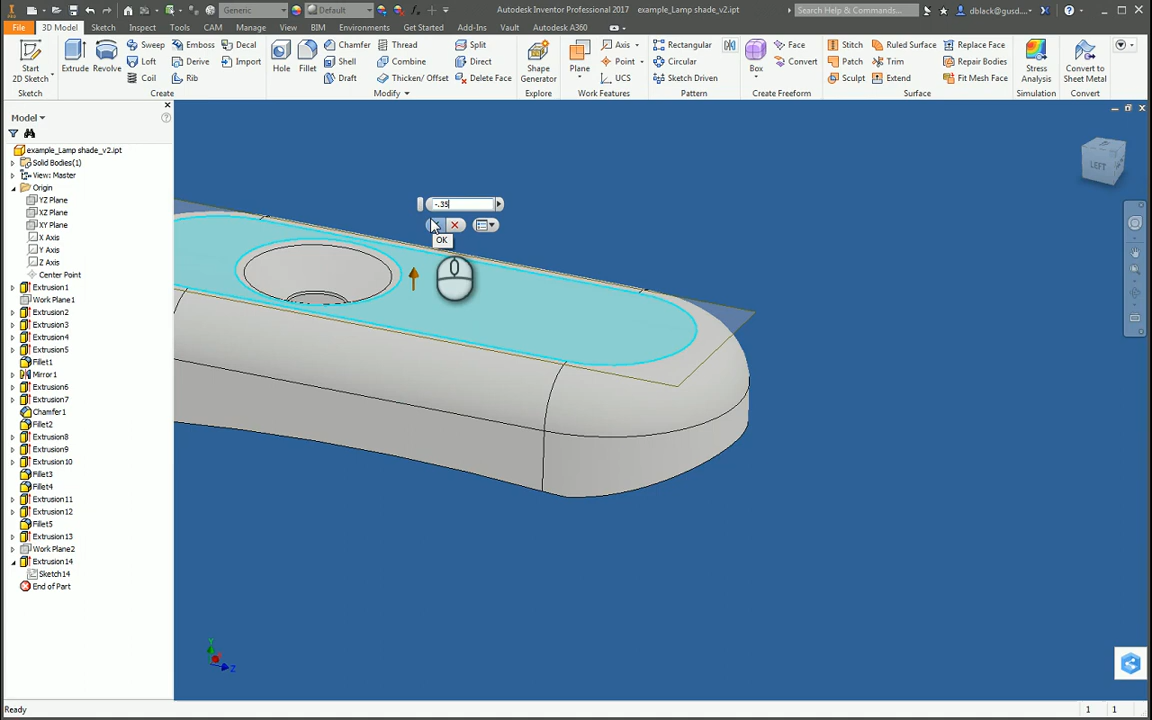 Autodesk Inventor Professional 2017 example_Lamp shade_v2.ipt
Generic
Default
Search Help & Commands...
dblack@gusd...
File 3D Model Sketch Inspect Tools CAM Manage View BIM Environments Get Started Add-Ins Vault Autodesk A360
Start 2D Sketch
Sketch
Extrude Revolve
Sweep Emboss Decal
Loft Derive Import
Coil Rib
Create
Hole Fillet
Chamfer Thread Split
Shell Combine Direct
Draft Thicken/ Offset Delete Face
Modify
Shape Generator
Explore
Plane
Axis
Point
UCS
Work Features
Rectangular
Circular
Sketch Driven
Pattern
Box
Face
Convert
Create Freeform
Stitch Ruled Surface Replace Face
Patch Trim Repair Bodies
Sculpt Extend Fit Mesh Face
Surface
Stress Analysis
Simulation
Convert to Sheet Metal
Convert
Model
example_Lamp shade_v2.ipt
Solid Bodies(1)
View: Master
Origin
YZ Plane
XZ Plane
XY Plane
X Axis
Y Axis
Z Axis
Center Point
Extrusion1
Work Plane1
Extrusion2
Extrusion3
Extrusion4
Extrusion5
Fillet1
Mirror1
Extrusion6
Extrusion7
Chamfer1
Fillet2
Extrusion8
Extrusion9
Extrusion10
Fillet3
Fillet4
Extrusion11
Extrusion12
Fillet5
Work Plane2
Extrusion14
Sketch14
End of Part
-.35
OK
LEFT
Y
Z
Ready
1 1